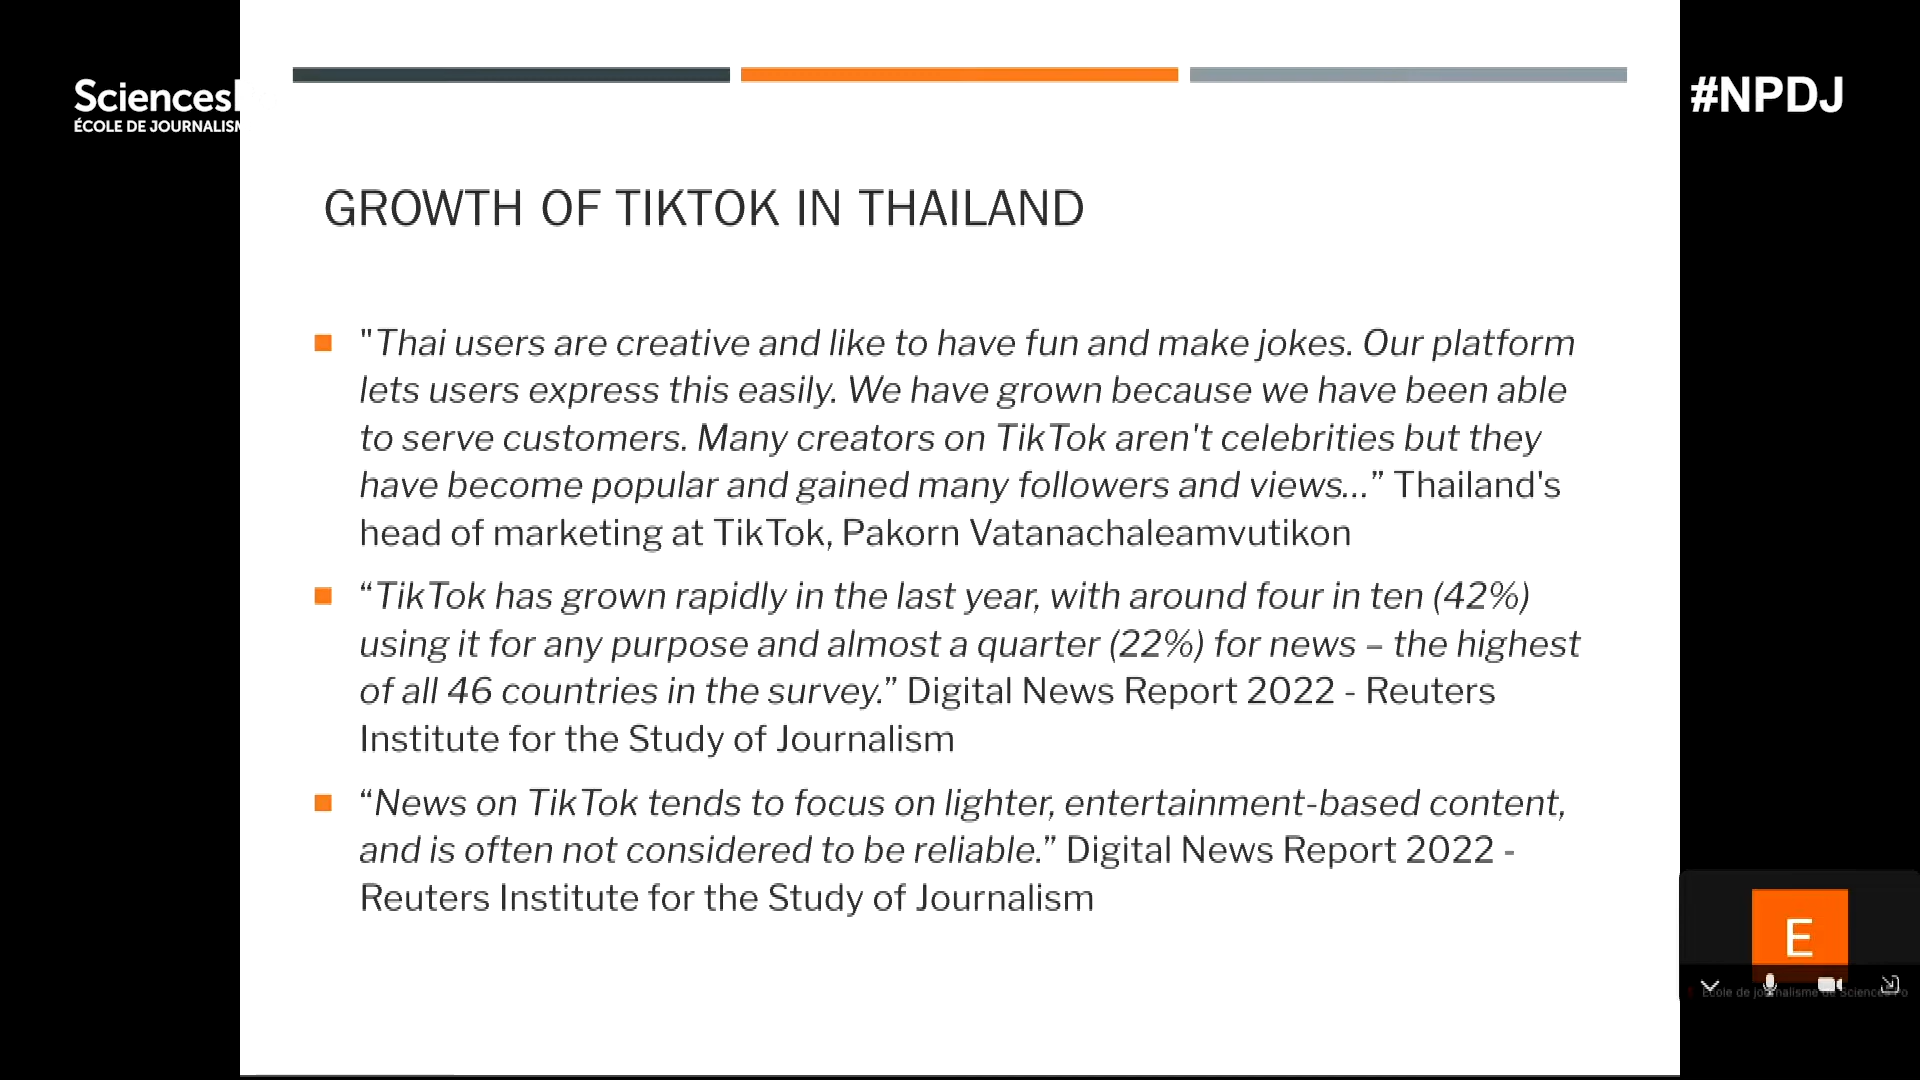 SciencesP
ÉCOLE DE JOURNALISM
#NPDJ
GROWTH OF TIKTOK IN THAILAND
"Thai users are creative and like to have fun and make jokes. Our platform
lets users express this easily. We have grown because we have been able
to serve customers. Many creators on TikTok aren't celebrities but they
have become popular and gained many followers and views…” Thailand's
head of marketing at TikTok, Pakorn Vatanachaleamvutikon
“TikTok has grown rapidly in the last year, with around four in ten (42%)
using it for any purpose and almost a quarter (22%) for news – the highest
of all 46 countries in the survey.” Digital News Report 2022 - Reuters
Institute for the Study of Journalism
“News on TikTok tends to focus on lighter, entertainment-based content,
and is often not considered to be reliable.” Digital News Report 2022 -
Reuters Institute for the Study of Journalism
E
École de journalisme de Sciences Po